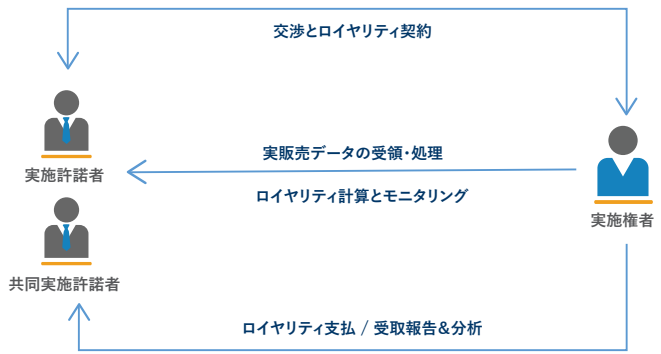 交渉とロイヤリティ契約
実販売データの受領・処理
実施許諾者
ロイヤリティ計算とモニタリング
実施権者
共同実施許諾者
ロイヤリティ支払 / 受取報告&分析